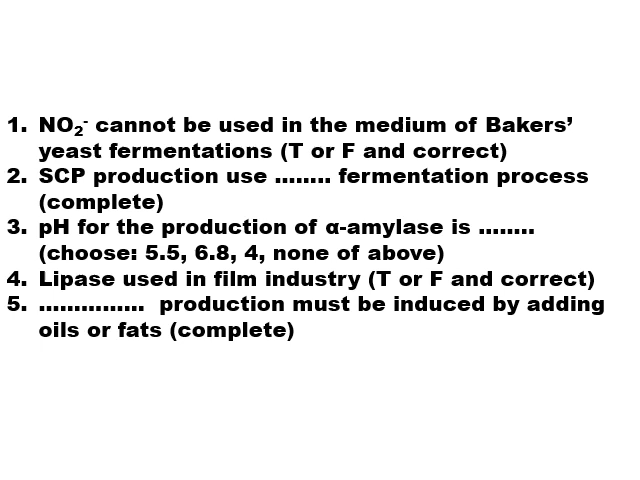 1. NO₂⁻ cannot be used in the medium of Bakers’
yeast fermentations (T or F and correct)
2. SCP production use …….. fermentation process
(complete)
3. pH for the production of α-amylase is ……..
(choose: 5.5, 6.8, 4, none of above)
4. Lipase used in film industry (T or F and correct)
5. …………… production must be induced by adding
oils or fats (complete)